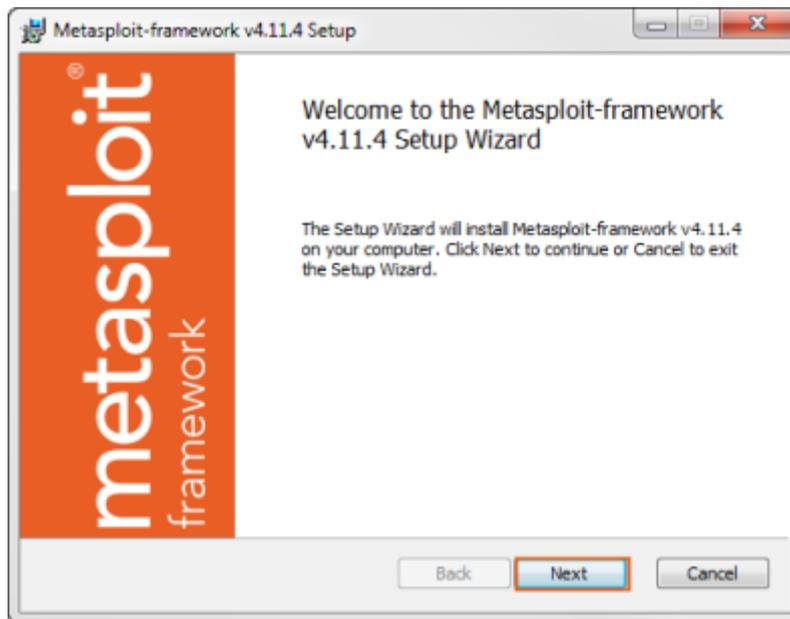 Metasploit-framework v4.11.4 Setup
metasploit®
framework
Welcome to the Metasploit-framework
v4.11.4 Setup Wizard
The Setup Wizard will install Metasploit-framework v4.11.4
on your computer. Click Next to continue or Cancel to exit
the Setup Wizard.
Back
Next
Cancel